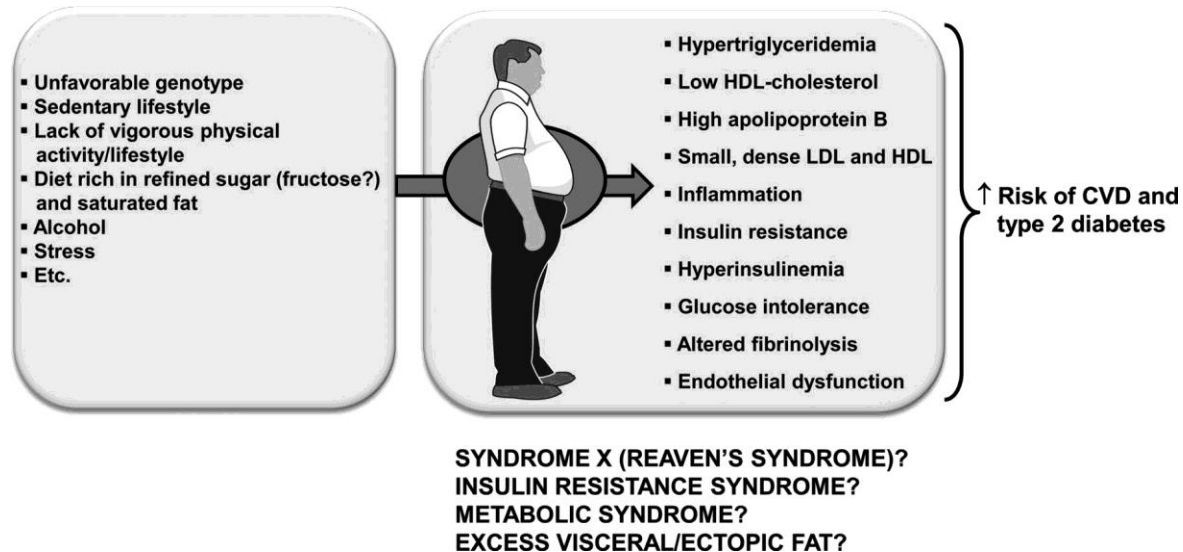 ▪ Unfavorable genotype
▪ Sedentary lifestyle
▪ Lack of vigorous physical
activity/lifestyle
▪ Diet rich in refined sugar (fructose?)
and saturated fat
▪ Alcohol
▪ Stress
▪ Etc.
▪ Hypertriglyceridemia
▪ Low HDL-cholesterol
▪ High apolipoprotein B
▪ Small, dense LDL and HDL
▪ Inflammation
▪ Insulin resistance
▪ Hyperinsulinemia
▪ Glucose intolerance
▪ Altered fibrinolysis
▪ Endothelial dysfunction
↑ Risk of CVD and
type 2 diabetes
SYNDROME X (REAVEN'S SYNDROME)?
INSULIN RESISTANCE SYNDROME?
METABOLIC SYNDROME?
EXCESS VISCERAL/ECTOPIC FAT?